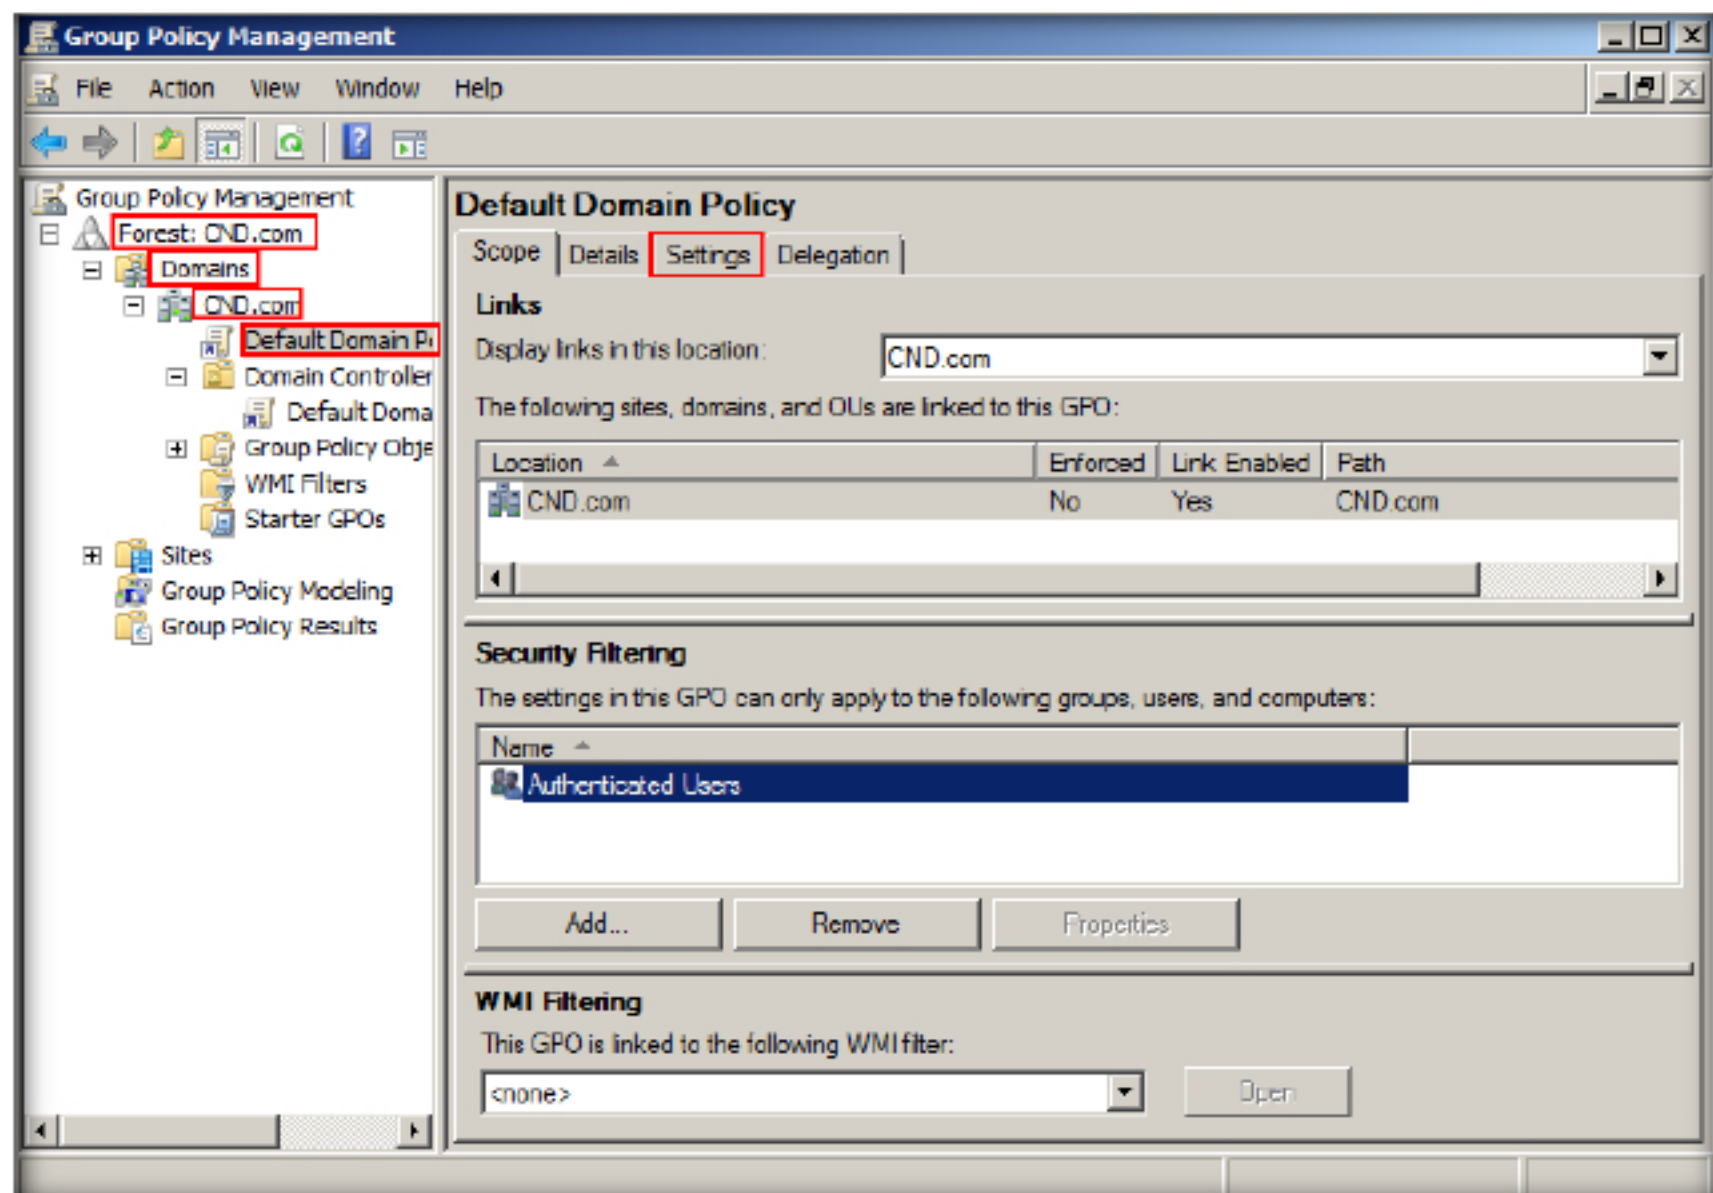 Group Policy Management
File Action View Window Help
Group Policy Management
Forest: CND.com
Domains
CND.com
Default Domain Po
Domain Controller
Default Doma
Group Policy Obje
WMI Filters
Starter GPOs
Sites
Group Policy Modeling
Group Policy Results
Default Domain Policy
Scope Details Settings Delegation
Links
Display links in this location: CND.com
The following sites, domains, and OUs are linked to this GPO:
Location Enforced Link Enabled Path
CND.com No Yes CND.com
Security Filtering
The settings in this GPO can only apply to the following groups, users, and computers:
Name
Authenticated Users
Add... Remove Properties
WMI Filtering
This GPO is linked to the following WMI filter:
<none> Open